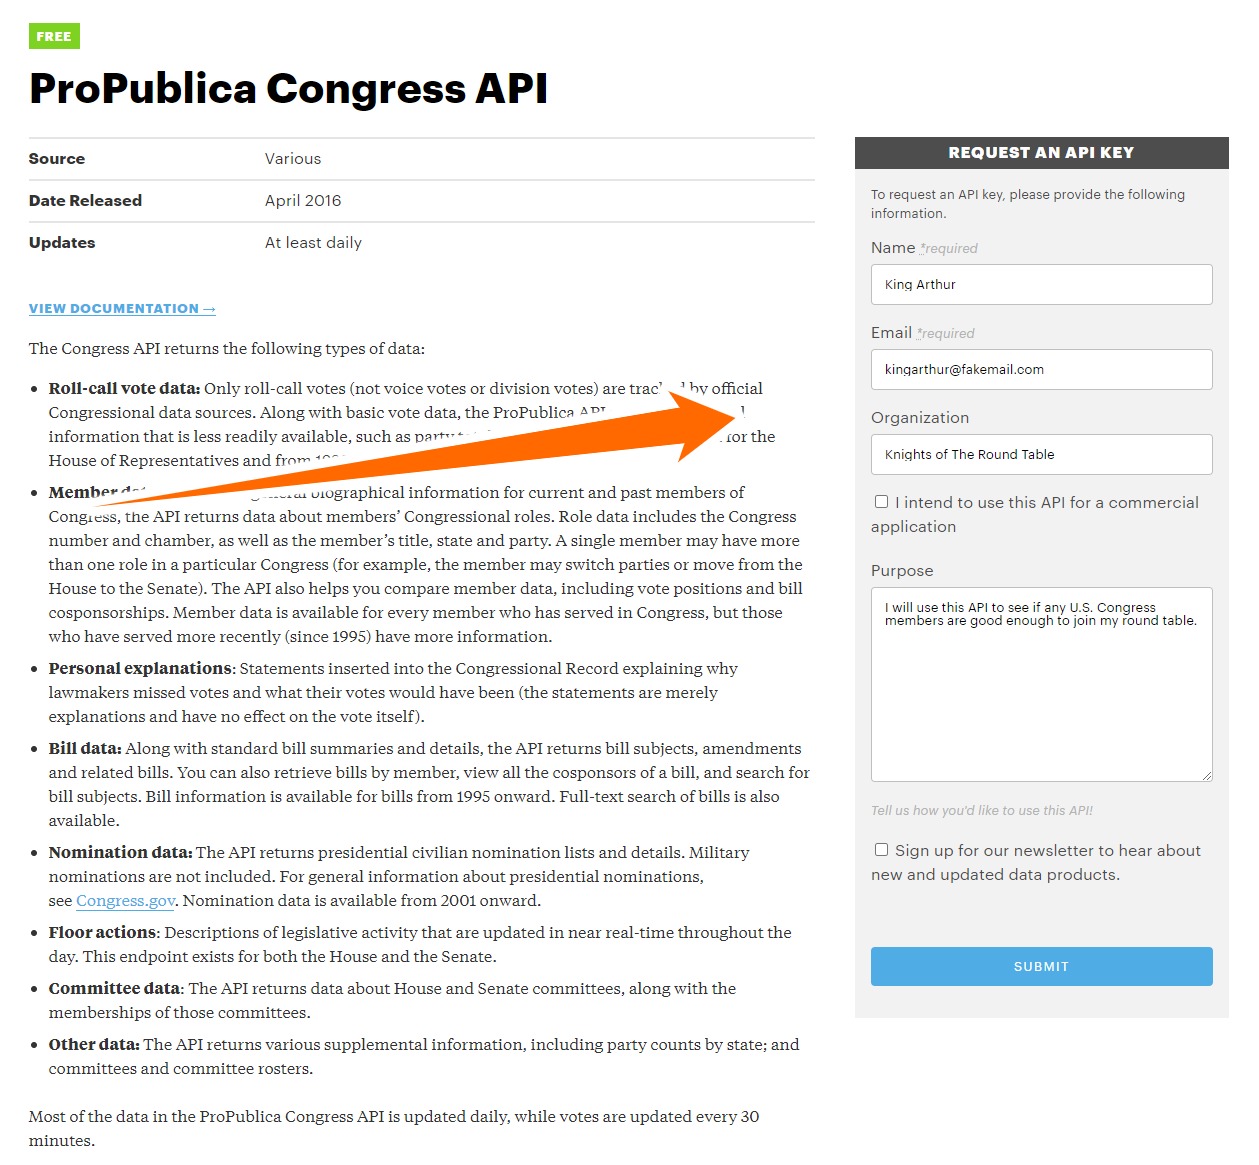 FREE
ProPublica Congress API
Source Various
Date Released April 2016
Updates At least daily
VIEW DOCUMENTATION →
The Congress API returns the following types of data:
• Roll-call vote data: Only roll-call votes (not voice votes or division votes) are by official
Congressional data sources. Along with basic vote data, the ProPublica API
information that is less readily available, such as party for the
House of Representatives and from
• Member general biographical information for current and past members of
Congress, the API returns data about members’ Congressional roles. Role data includes the Congress
number and chamber, as well as the member’s title, state and party. A single member may have more
than one role in a particular Congress (for example, the member may switch parties or move from the
House to the Senate). The API also helps you compare member data, including vote positions and bill
cosponsorships. Member data is available for every member who has served in Congress, but those
who have served more recently (since 1995) have more information.
• Personal explanations: Statements inserted into the Congressional Record explaining why
lawmakers missed votes and what their votes would have been (the statements are merely
explanations and have no effect on the vote itself).
• Bill data: Along with standard bill summaries and details, the API returns bill subjects, amendments
and related bills. You can also retrieve bills by member, view all the cosponsors of a bill, and search for
bill subjects. Bill information is available for bills from 1995 onward. Full-text search of bills is also
available.
• Nomination data: The API returns presidential civilian nomination lists and details. Military
nominations are not included. For general information about presidential nominations,
see Congress.gov. Nomination data is available from 2001 onward.
• Floor actions: Descriptions of legislative activity that are updated in near real-time throughout the
day. This endpoint exists for both the House and the Senate.
• Committee data: The API returns data about House and Senate committees, along with the
memberships of those committees.
• Other data: The API returns various supplemental information, including party counts by state; and
committees and committee rosters.
Most of the data in the ProPublica Congress API is updated daily, while votes are updated every 30
minutes.
REQUEST AN API KEY
To request an API key, please provide the following
information.
Name *required
King Arthur
Email *required
kingarthur@fakemail.com
Organization
Knights of The Round Table
I intend to use this API for a commercial
application
Purpose
I will use this API to see if any U.S. Congress
members are good enough to join my round table.
Tell us how you'd like to use this API!
Sign up for our newsletter to hear about
new and updated data products.
SUBMIT